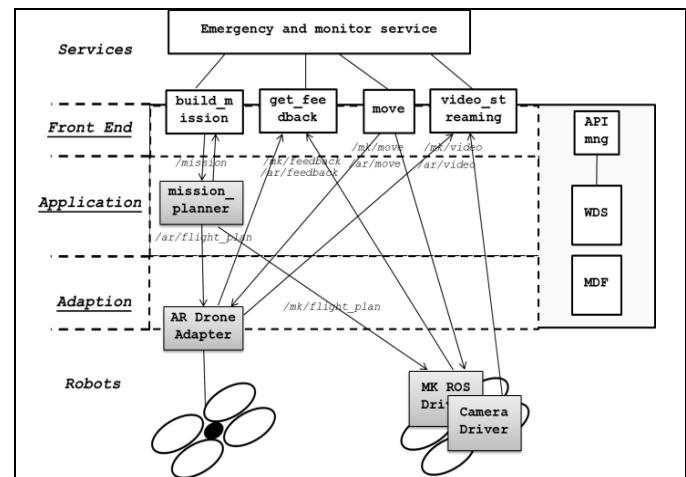 Emergency and monitor service
Services
build_m
ission
get_fee
dback
move
video_st
reaming
API
mng
Front End
/mission
/mk/feedback
/ar/feedback
/mk/move
/ar/move
/mk/video
/ar/video
Application
mission_
planner
WDS
/ar/flight_plan
MDF
Adaption
/mk/flight_plan
AR Drone
Adapter
Robots
MK ROS
Driver
Camera
Driver